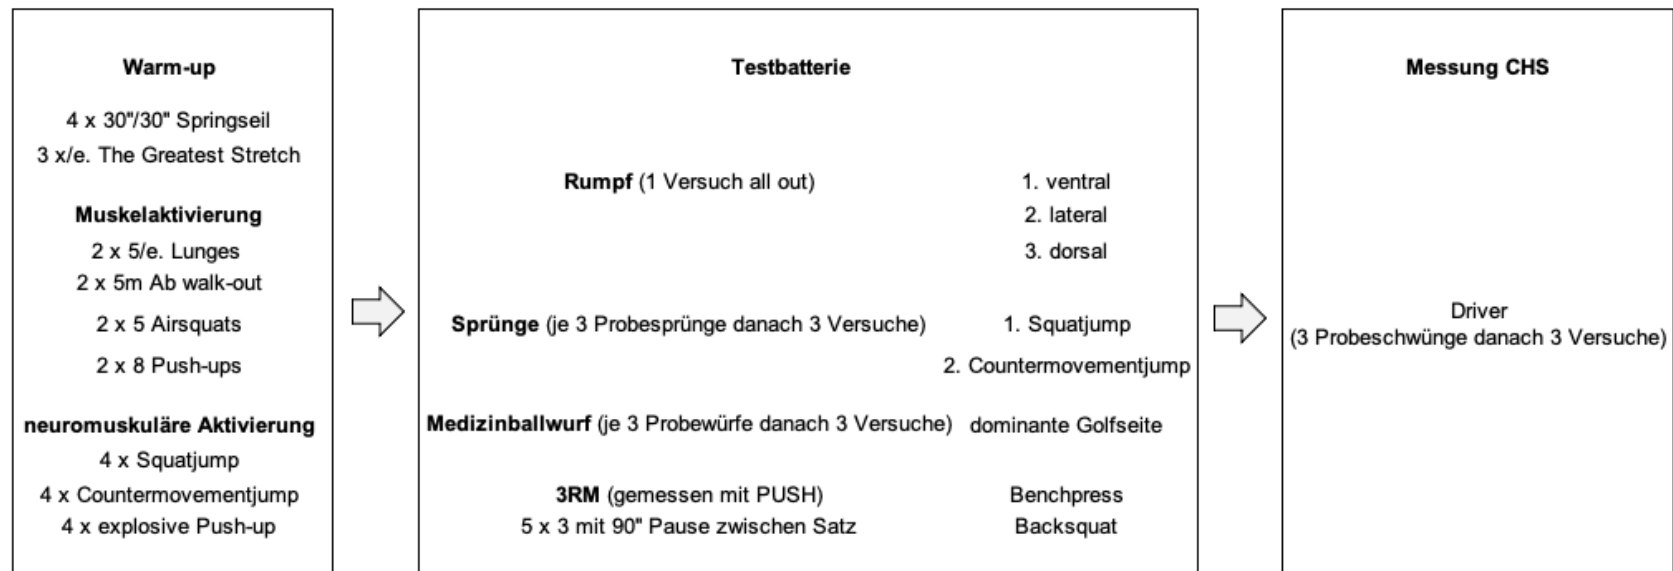 Warm-up
4 x 30"/30" Springseil
3 x/e. The Greatest Stretch
Muskelaktivierung
2 x 5/e. Lunges
2 x 5m Ab walk-out
2 x 5 Airsquats
2 x 8 Push-ups
neuromuskuläre Aktivierung
4 x Squatjump
4 x Countermovementjump
4 x explosive Push-up
Testbatterie
Rumpf (1 Versuch all out) 1. ventral
2. lateral
3. dorsal
Sprünge (je 3 Probesprünge danach 3 Versuche) 1. Squatjump
2. Countermovementjump
Medizinballwurf (je 3 Probewürfe danach 3 Versuche) dominante Golfseite
3RM (gemessen mit PUSH) Benchpress
5 x 3 mit 90" Pause zwischen Satz Backsquat
Messung CHS
Driver
(3 Probeschwünge danach 3 Versuche)